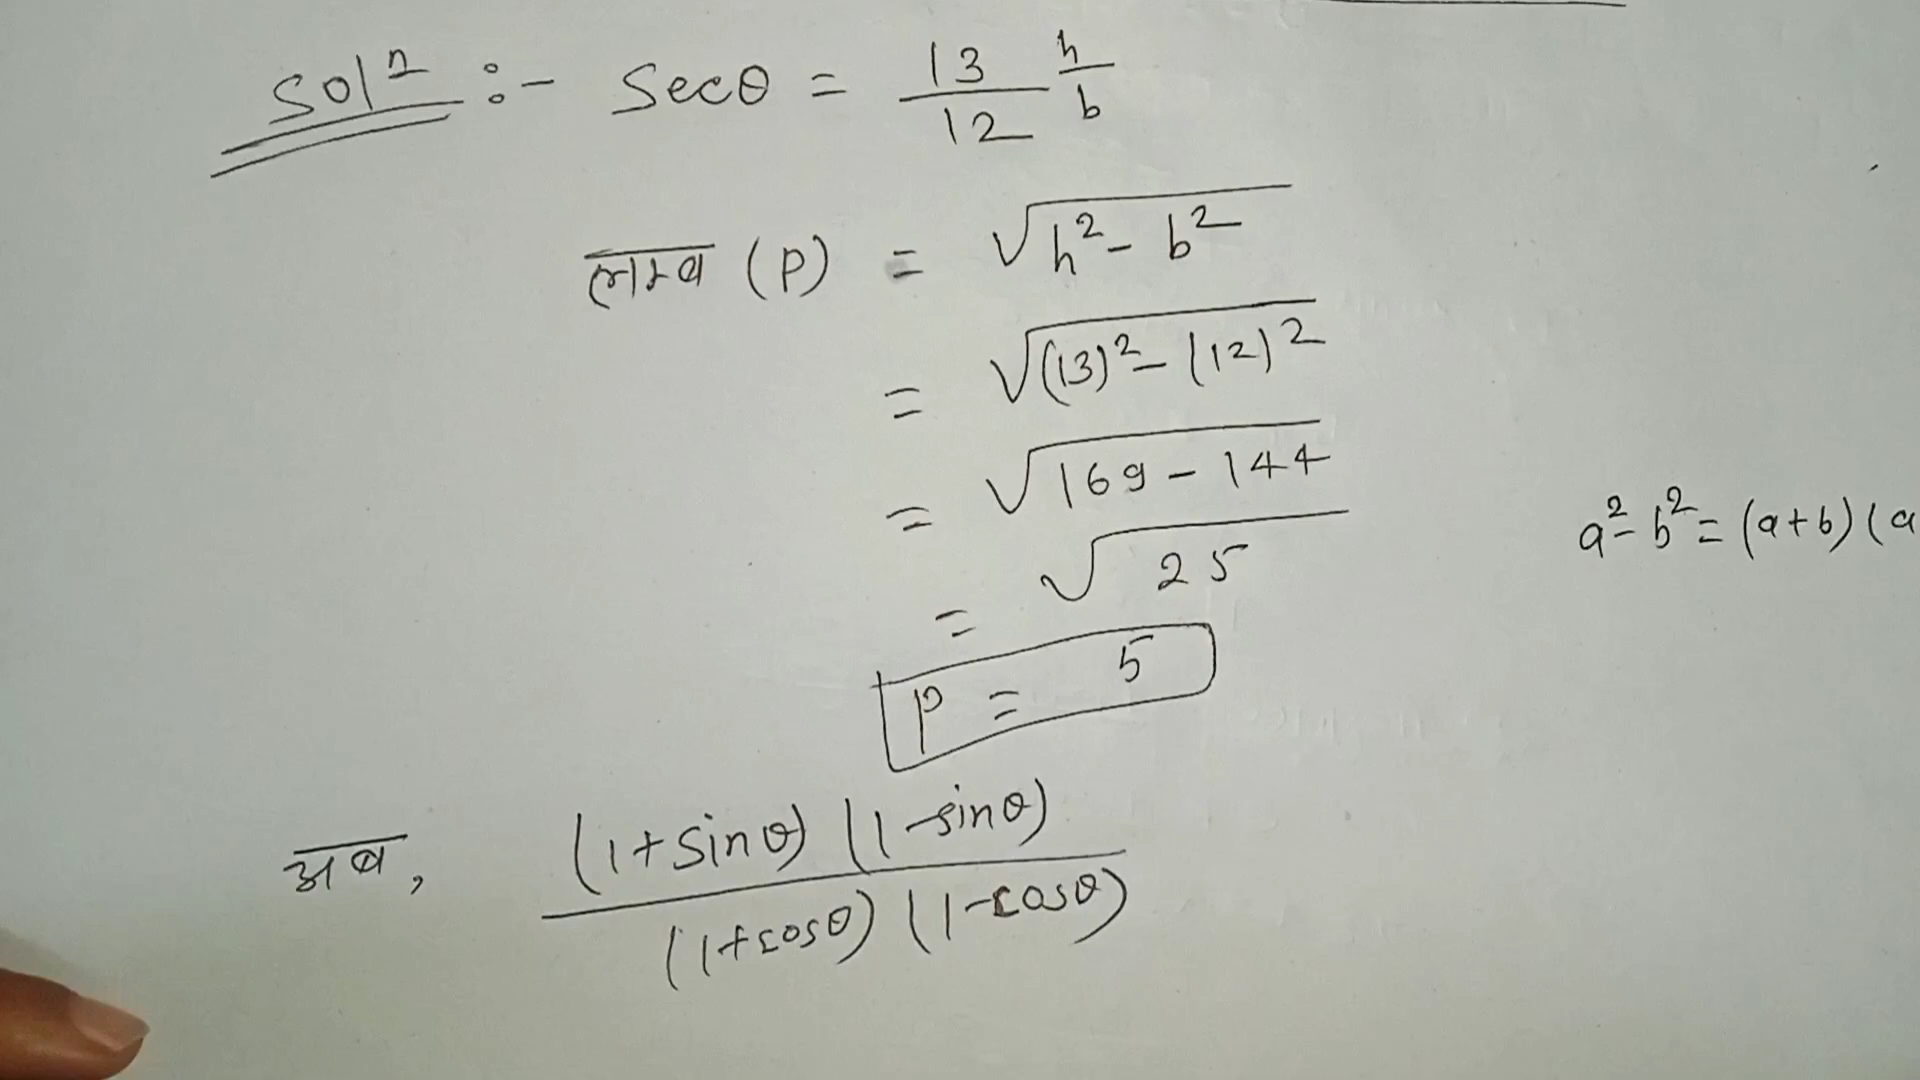 Solⁿ :- Secθ = 13/12 h/b
लम्ब (P) = √(h² - b²)
= √((13)² - (12)²)
= √(169 - 144)
= √25
P = 5
a² - b² = (a+b) (a
अब, (1+sinθ) (1-sinθ) / (1+cosθ) (1-cosθ)